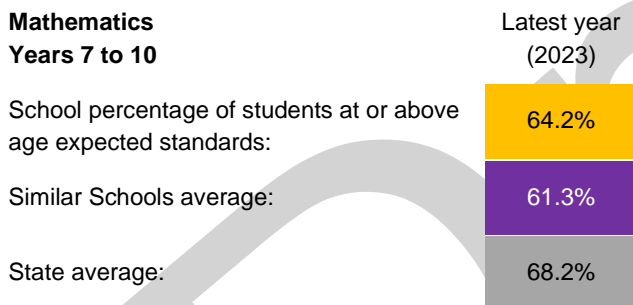 Mathematics
Years 7 to 10
Latest year
(2023)
School percentage of students at or above
age expected standards:
64.2%
Similar Schools average:
61.3%
State average:
68.2%